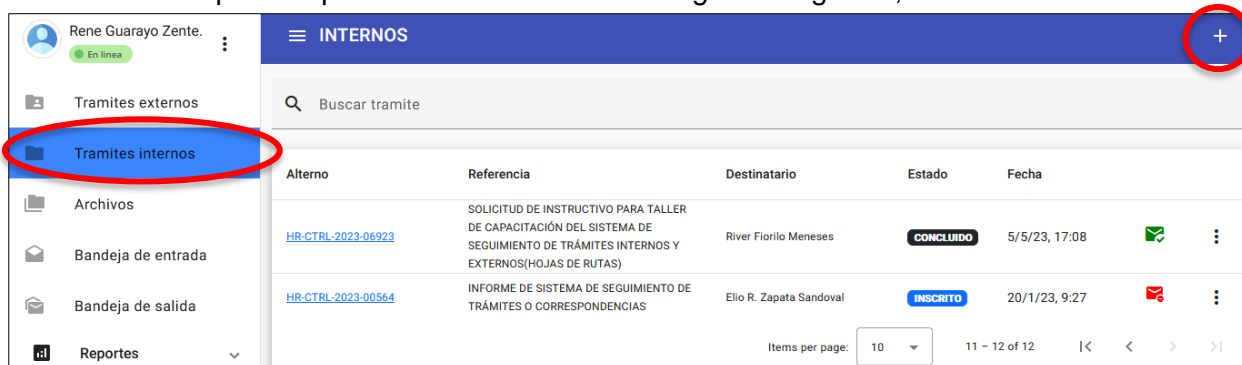 Rene Guarayo Zente.
En linea
INTERNOS
+
Tramites externos
Buscar tramite
Tramites internos
Alterno Referencia Destinatario Estado Fecha
Archivos
HR-CTRL-2023-06923
SOLICITUD DE INSTRUCTIVO PARA TALLER
DE CAPACITACIÓN DEL SISTEMA DE
SEGUIMIENTO DE TRÁMITES INTERNOS Y
EXTERNOS(HOJAS DE RUTAS)
River Fiorilo Meneses
CONCLUIDO
5/5/23, 17:08
Bandeja de entrada
HR-CTRL-2023-00564
INFORME DE SISTEMA DE SEGUIMIENTO DE
TRÁMITES O CORRESPONDENCIAS
Elio R. Zapata Sandoval
INSCRITO
20/1/23, 9:27
Bandeja de salida
Reportes
Items per page: 10 11 – 12 of 12